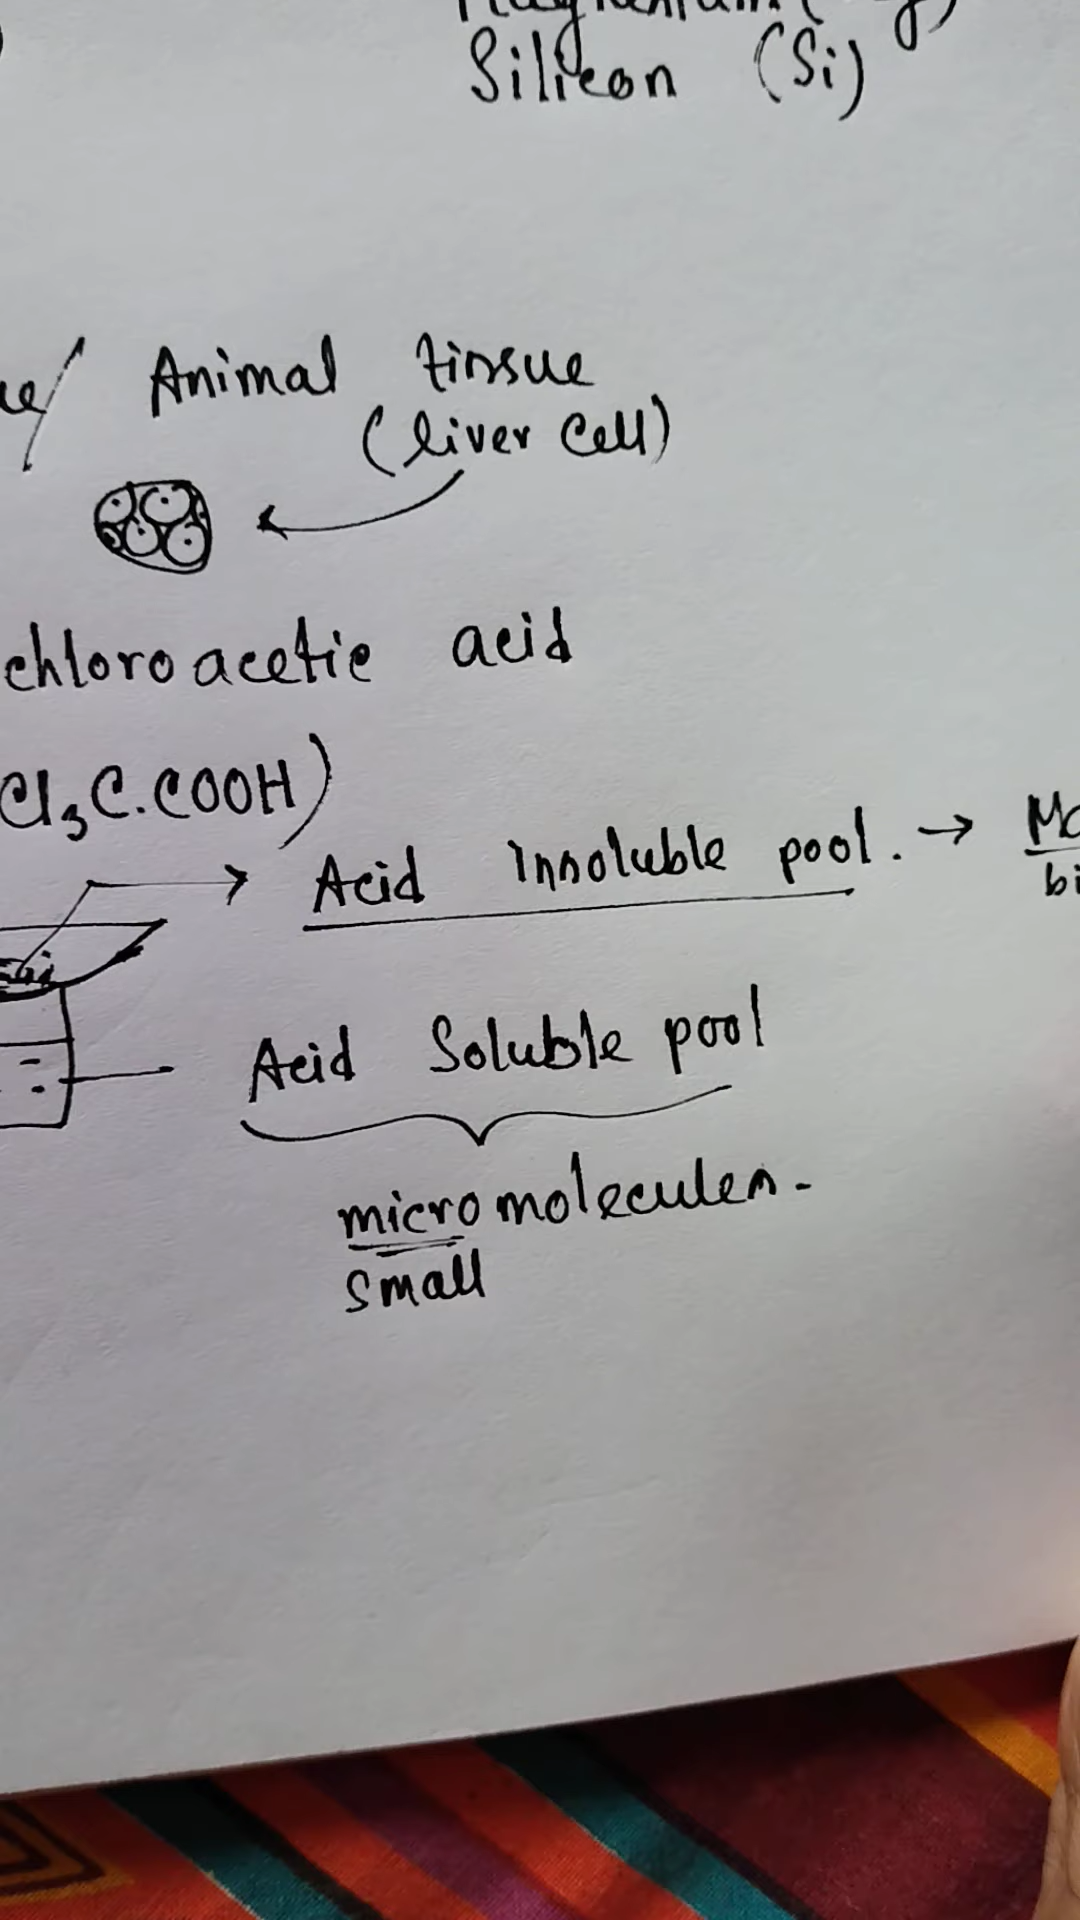 Silicon (Si)
Animal tissue
(liver cell)
chloroacetic acid
Cl₃C.COOH)
Acid insoluble pool. →
Acid Soluble pool
micromolecules.
small